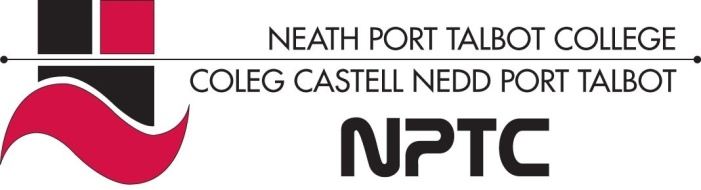 NEATH PORT TALBOT COLLEGE
COLEG CASTELL NEDD PORT TALBOT
NPTC